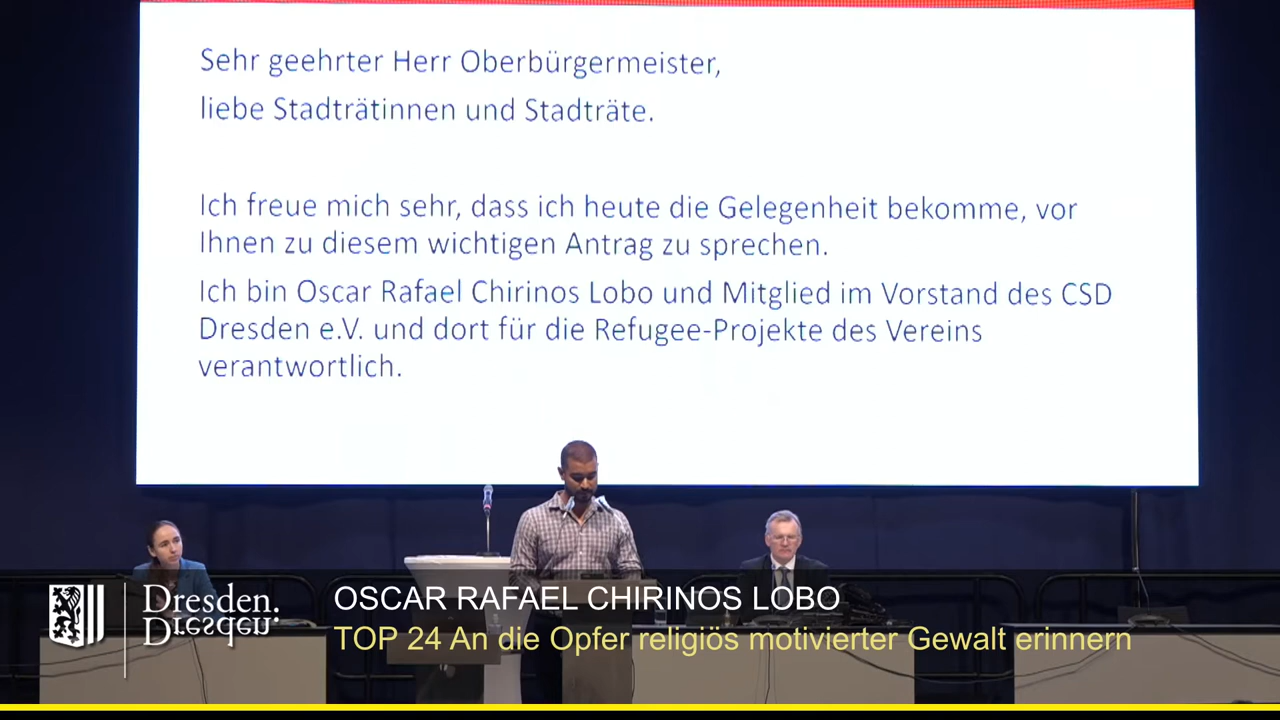 Sehr geehrter Herr Oberbürgermeister,
liebe Stadträtinnen und Stadträte.
Ich freue mich sehr, dass ich heute die Gelegenheit bekomme, vor
Ihnen zu diesem wichtigen Antrag zu sprechen.
Ich bin Oscar Rafael Chirinos Lobo und Mitglied im Vorstand des CSD
Dresden e.V. und dort für die Refugee-Projekte des Vereins
verantwortlich.
Dresden.
Dresden.
OSCAR RAFAEL CHIRINOS LOBO
TOP 24 An die Opfer religiös motivierter Gewalt erinnern